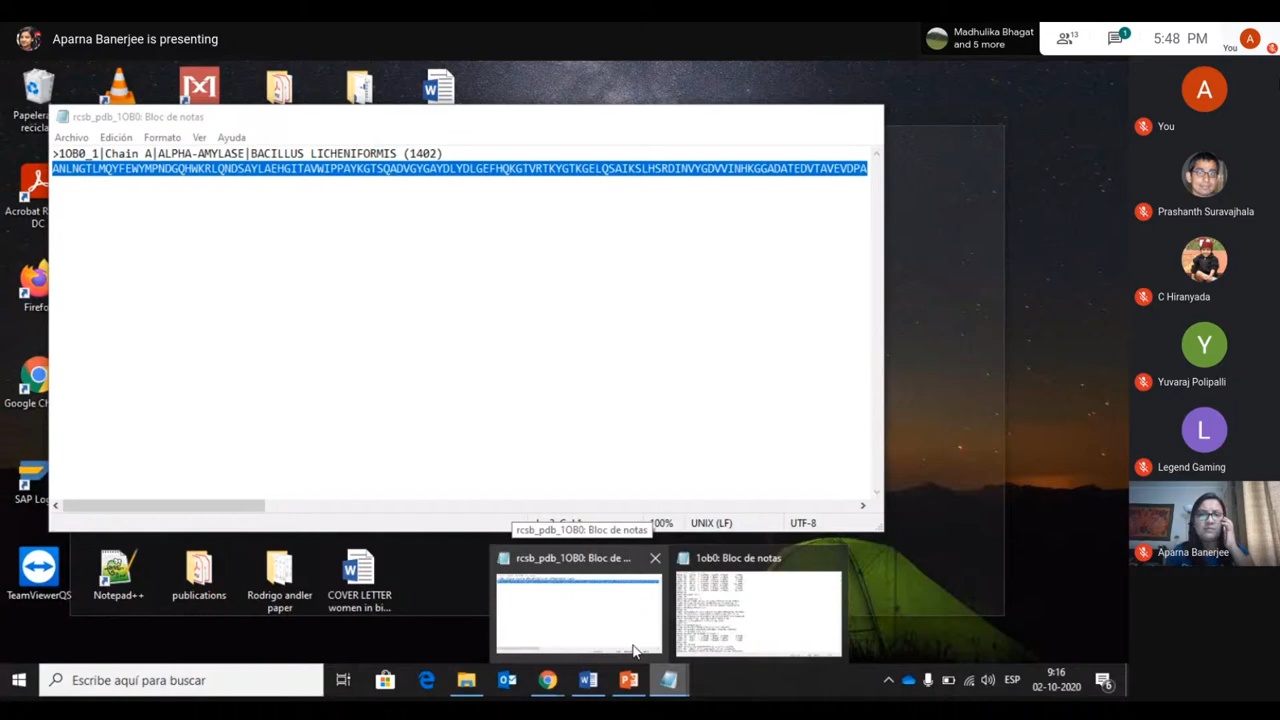 Aparna Banerjee is presenting
Madhulika Bhagat
and 5 more
13
1
5:48 PM
A
You
Papelera
recicla
W
rcsb_pdb_1OB0: Bloc de notas
Archivo Edición Formato Ver Ayuda
>1OB0_1|Chain A|ALPHA-AMYLASE|BACILLUS LICHENIFORMIS (1402)
ANLNGTLMQYFEWYMPNDGQHWKRLQNDSAYLAEHGITAVWIPPAYKGTSQADVGYGAYDLYDLGEFHQKGTVRTKYGTKGELQSAIKSLHSRDINVYGDVVINHKGGADATEDVTAVEVDPA
Acrobat R
DC
Firefo
Google Ch
SAP Log
100%
UNIX (LF)
UTF-8
rcsb_pdb_1OB0: Bloc de notas
rcsb_pdb_1OB0: Bloc de ...
1ob0: Bloc de notas
TeamViewerQS
Notepad++
publications
Rodrigo andler
paper
COVER LETTER
women in bi...
Escribe aquí para buscar
ESP
9:16
02-10-2020
5
A
You
Prashanth Suravajhala
C Hiranyada
Y
Yuvaraj Polipalli
L
Legend Gaming
Aparna Banerjee